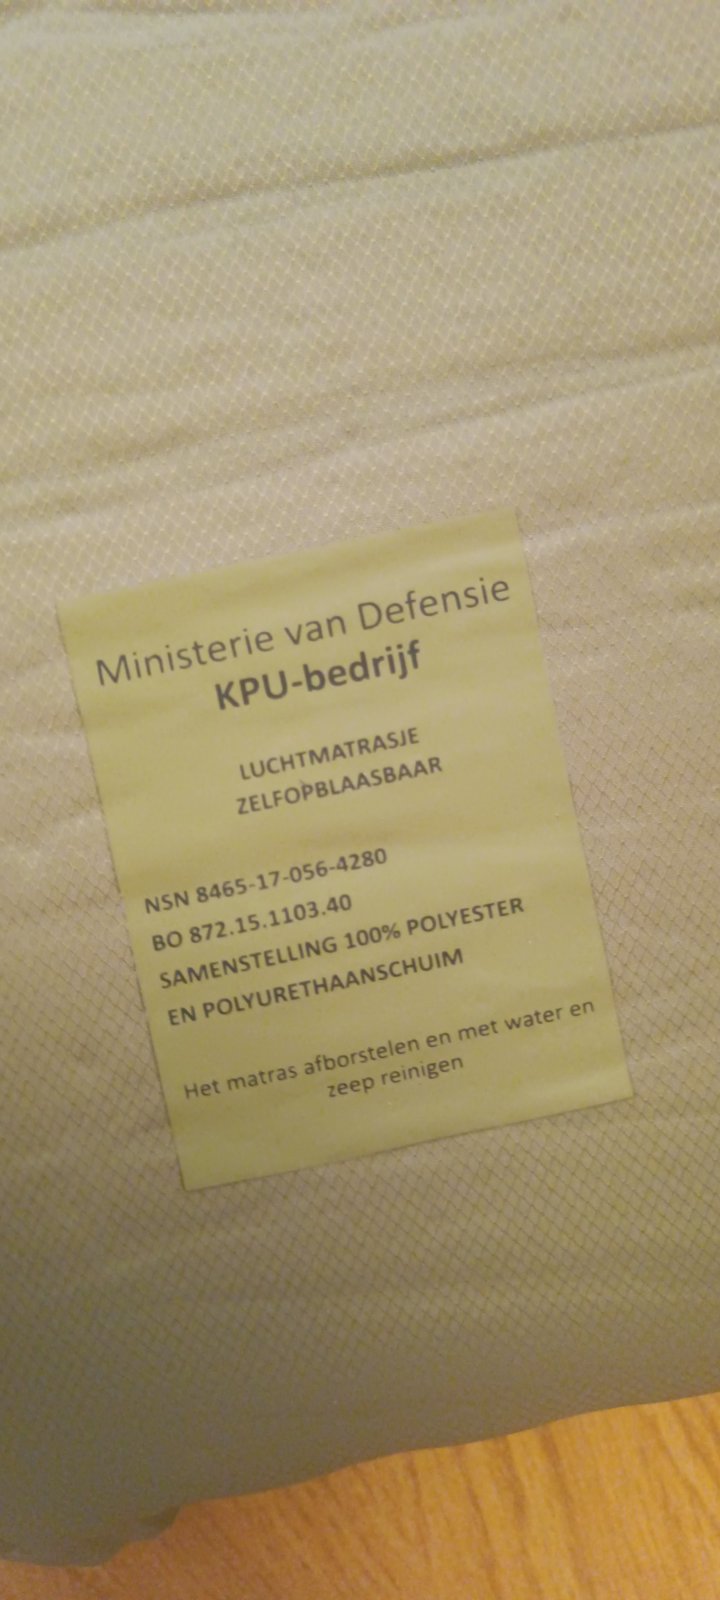 Ministerie van Defensie
KPU-bedrijf
LUCHTMATRASJE
ZELFOPBLAASBAAR
NSN 8465-17-056-4280
BO 872.15.1103.40
SAMENSTELLING 100% POLYESTER
EN POLYURETHAANSCHUIM
Het matras afborstelen en met water en
zeep reinigen